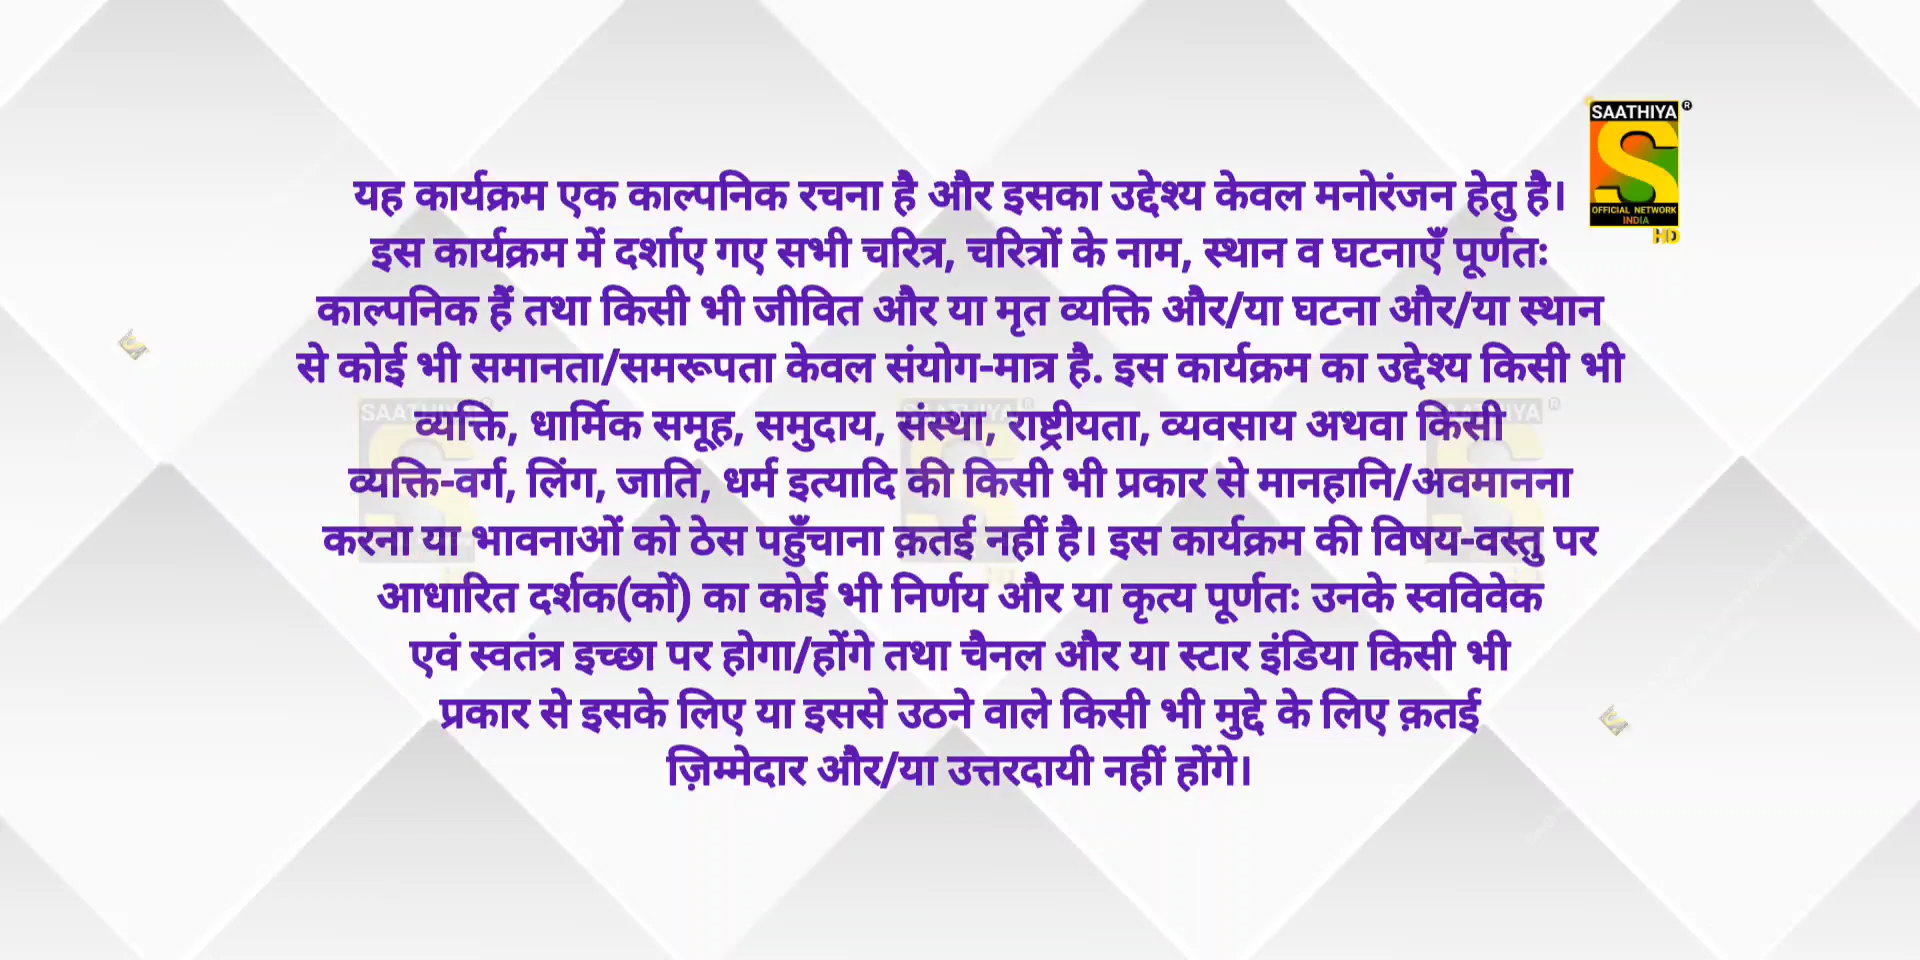 SAATHIYA ®
S
OFFICIAL NETWORK
INDIA
HD
यह कार्यक्रम एक काल्पनिक रचना है और इसका उद्देश्य केवल मनोरंजन हेतु है।
इस कार्यक्रम में दर्शाए गए सभी चरित्र, चरित्रों के नाम, स्थान व घटनाएँ पूर्णतः
काल्पनिक हैं तथा किसी भी जीवित और या मृत व्यक्ति और/या घटना और/या स्थान
से कोई भी समानता/समरूपता केवल संयोग-मात्र है. इस कार्यक्रम का उद्देश्य किसी भी
व्यक्ति, धार्मिक समूह, समुदाय, संस्था, राष्ट्रीयता, व्यवसाय अथवा किसी
व्यक्ति-वर्ग, लिंग, जाति, धर्म इत्यादि की किसी भी प्रकार से मानहानि/अवमानना
करना या भावनाओं को ठेस पहुँचाना क़तई नहीं है। इस कार्यक्रम की विषय-वस्तु पर
आधारित दर्शक(कों) का कोई भी निर्णय और या कृत्य पूर्णतः उनके स्वविवेक
एवं स्वतंत्र इच्छा पर होगा/होंगे तथा चैनल और या स्टार इंडिया किसी भी
प्रकार से इसके लिए या इससे उठने वाले किसी भी मुद्दे के लिए क़तई
ज़िम्मेदार और/या उत्तरदायी नहीं होंगे।